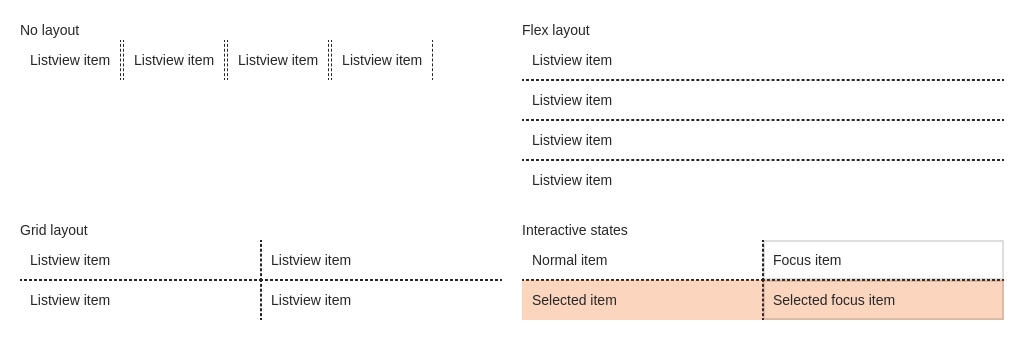 No layout
Listview item Listview item Listview item Listview item
Flex layout
Listview item
Listview item
Listview item
Listview item
Grid layout
Listview item Listview item
Listview item Listview item
Interactive states
Normal item Focus item
Selected item Selected focus item